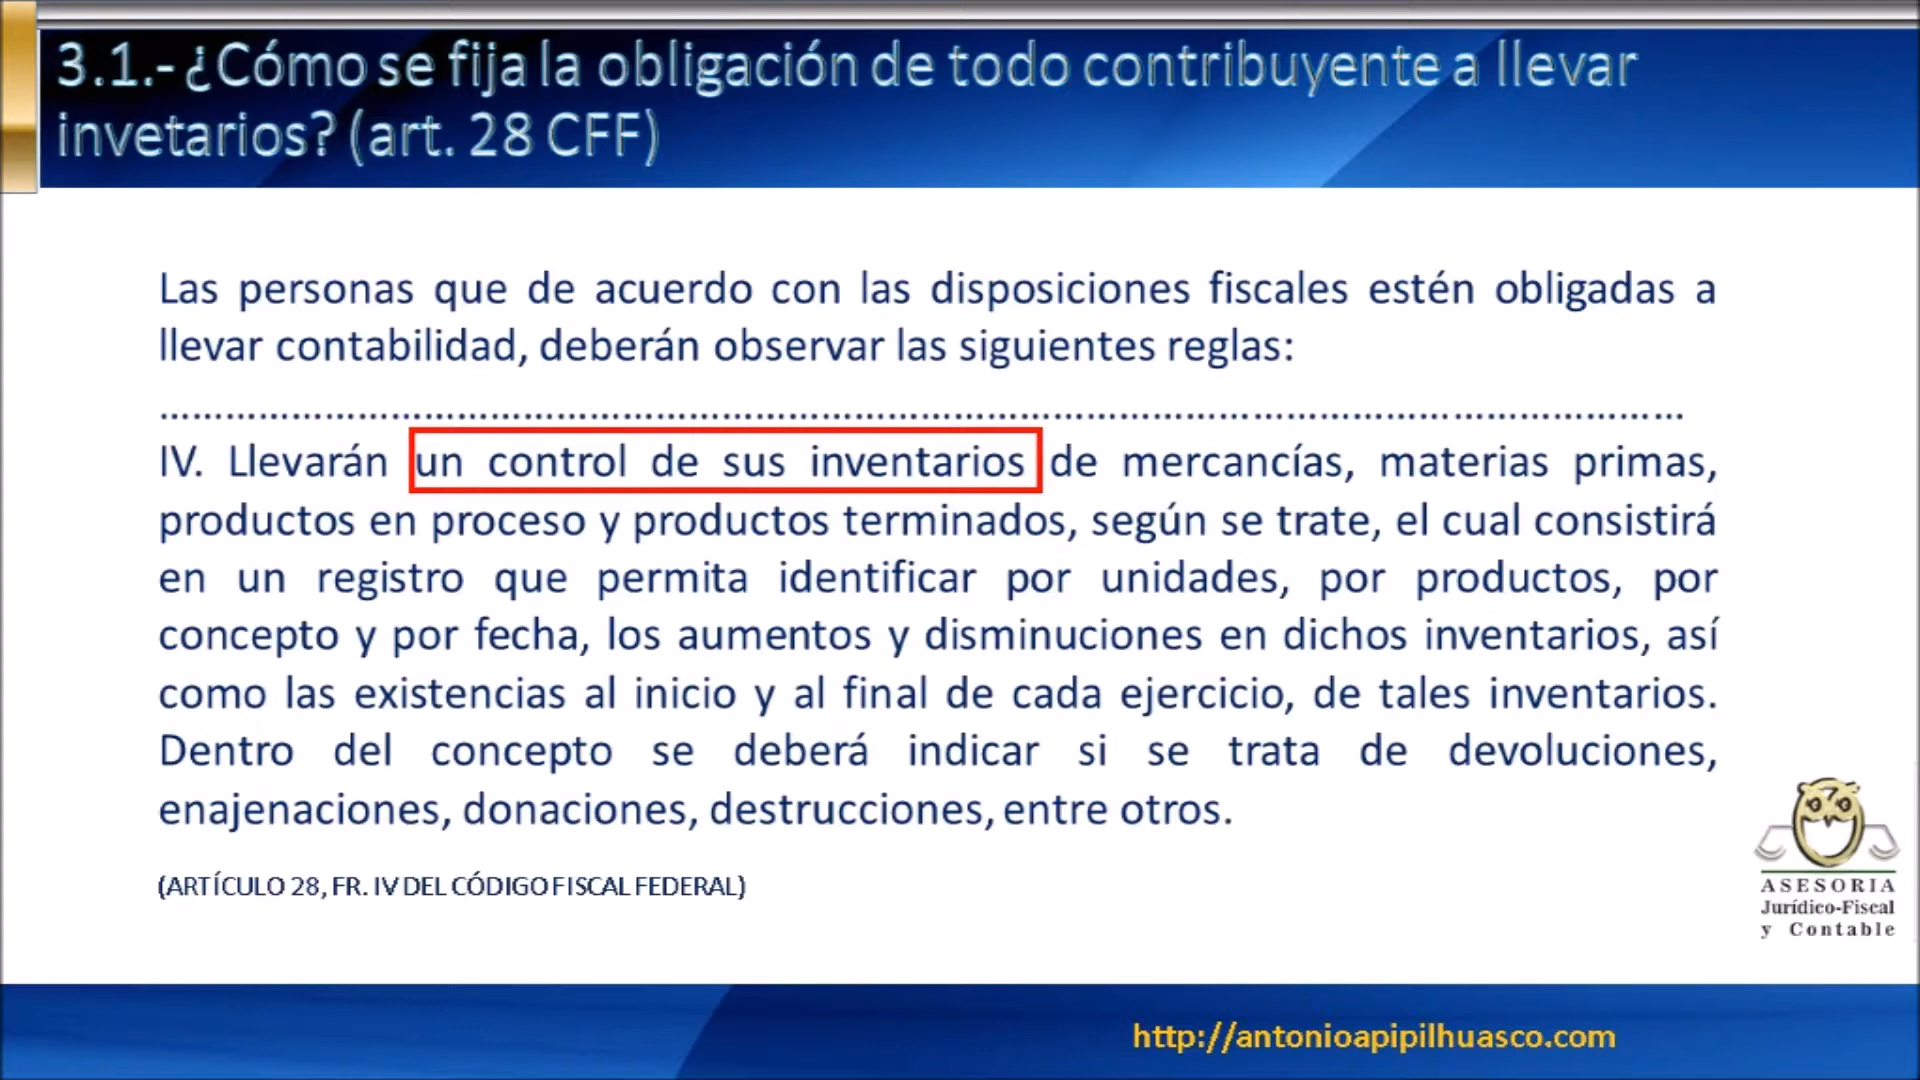 3.1.- ¿Cómo se fija la obligación de todo contribuyente a llevar
invetarios? (art. 28 CFF)
Las personas que de acuerdo con las disposiciones fiscales estén obligadas a
llevar contabilidad, deberán observar las siguientes reglas:
................................................................................................................................................
IV. Llevarán un control de sus inventarios de mercancías, materias primas,
productos en proceso y productos terminados, según se trate, el cual consistirá
en un registro que permita identificar por unidades, por productos, por
concepto y por fecha, los aumentos y disminuciones en dichos inventarios, así
como las existencias al inicio y al final de cada ejercicio, de tales inventarios.
Dentro del concepto se deberá indicar si se trata de devoluciones,
enajenaciones, donaciones, destrucciones, entre otros.
(ARTÍCULO 28, FR. IV DEL CÓDIGO FISCAL FEDERAL)
ASESORIA
Jurídico-Fiscal
y Contable
http://antonioapipilhuasco.com